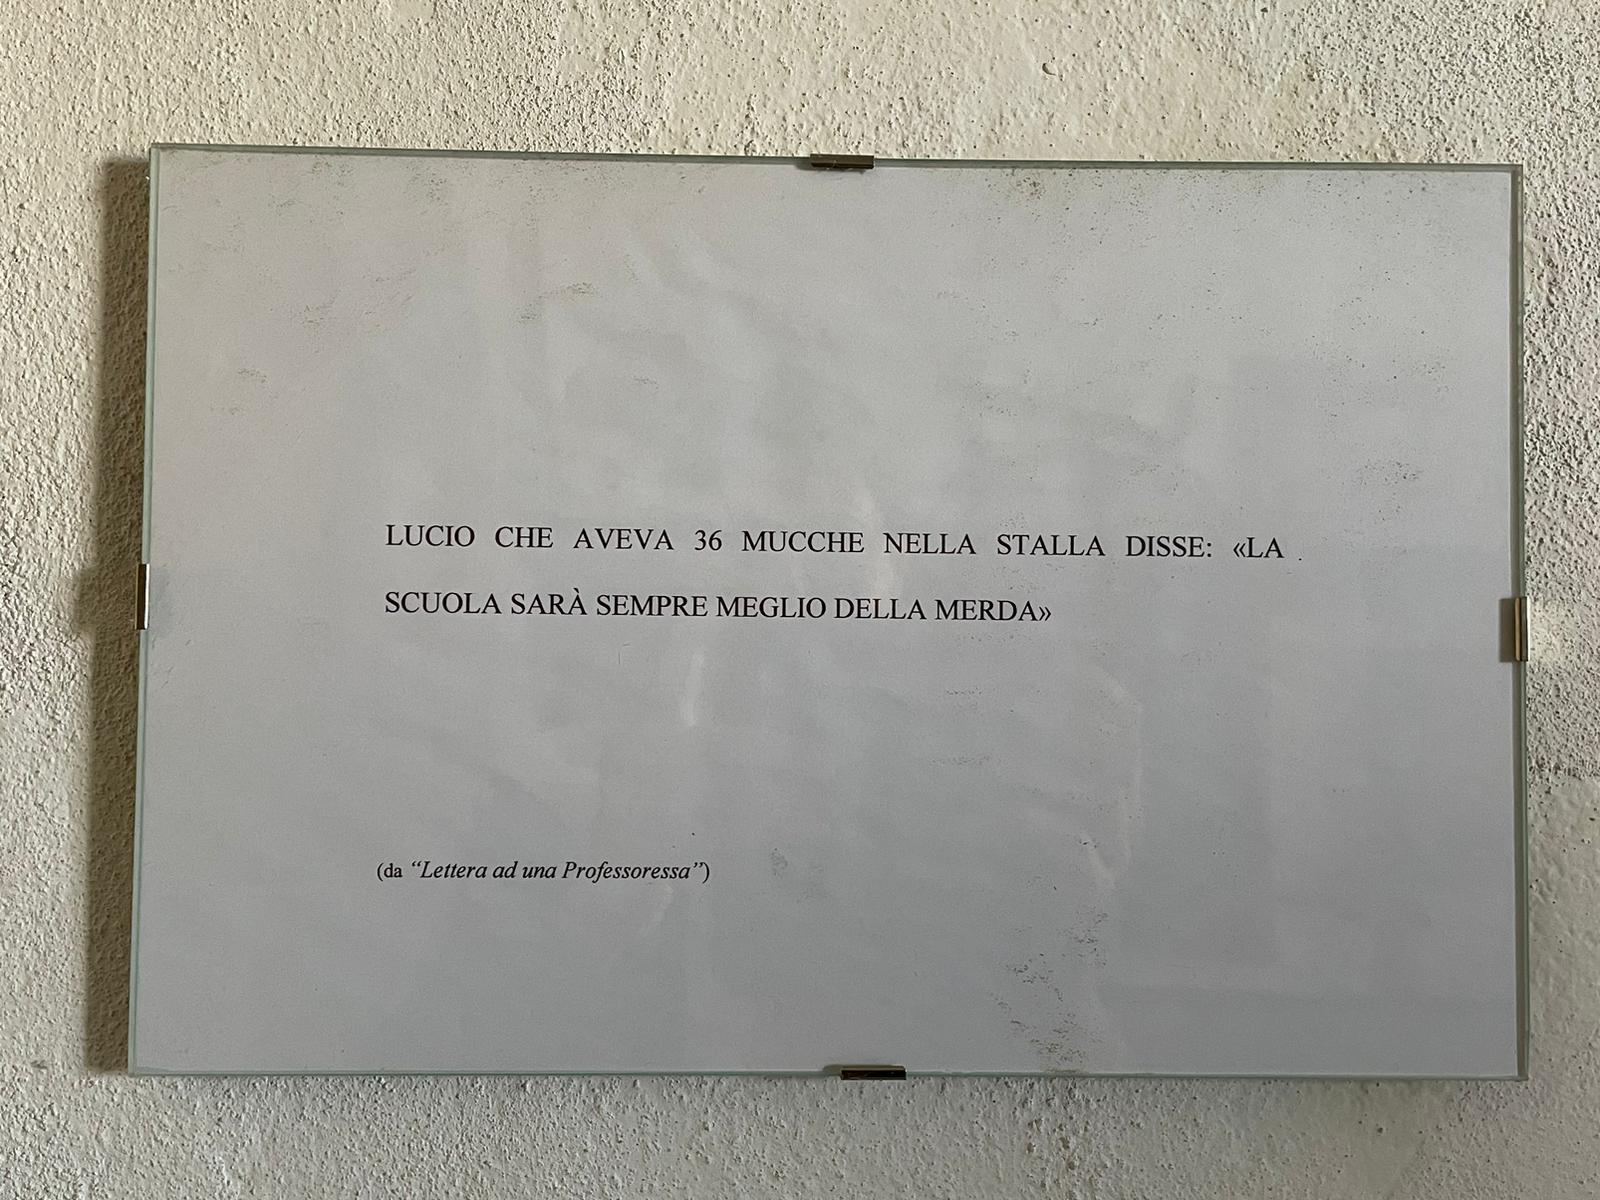 LUCIO CHE AVEVA 36 MUCCHE NELLA STALLA DISSE: «LA
SCUOLA SARÀ SEMPRE MEGLIO DELLA MERDA»
(da “Lettera ad una Professoressa”)